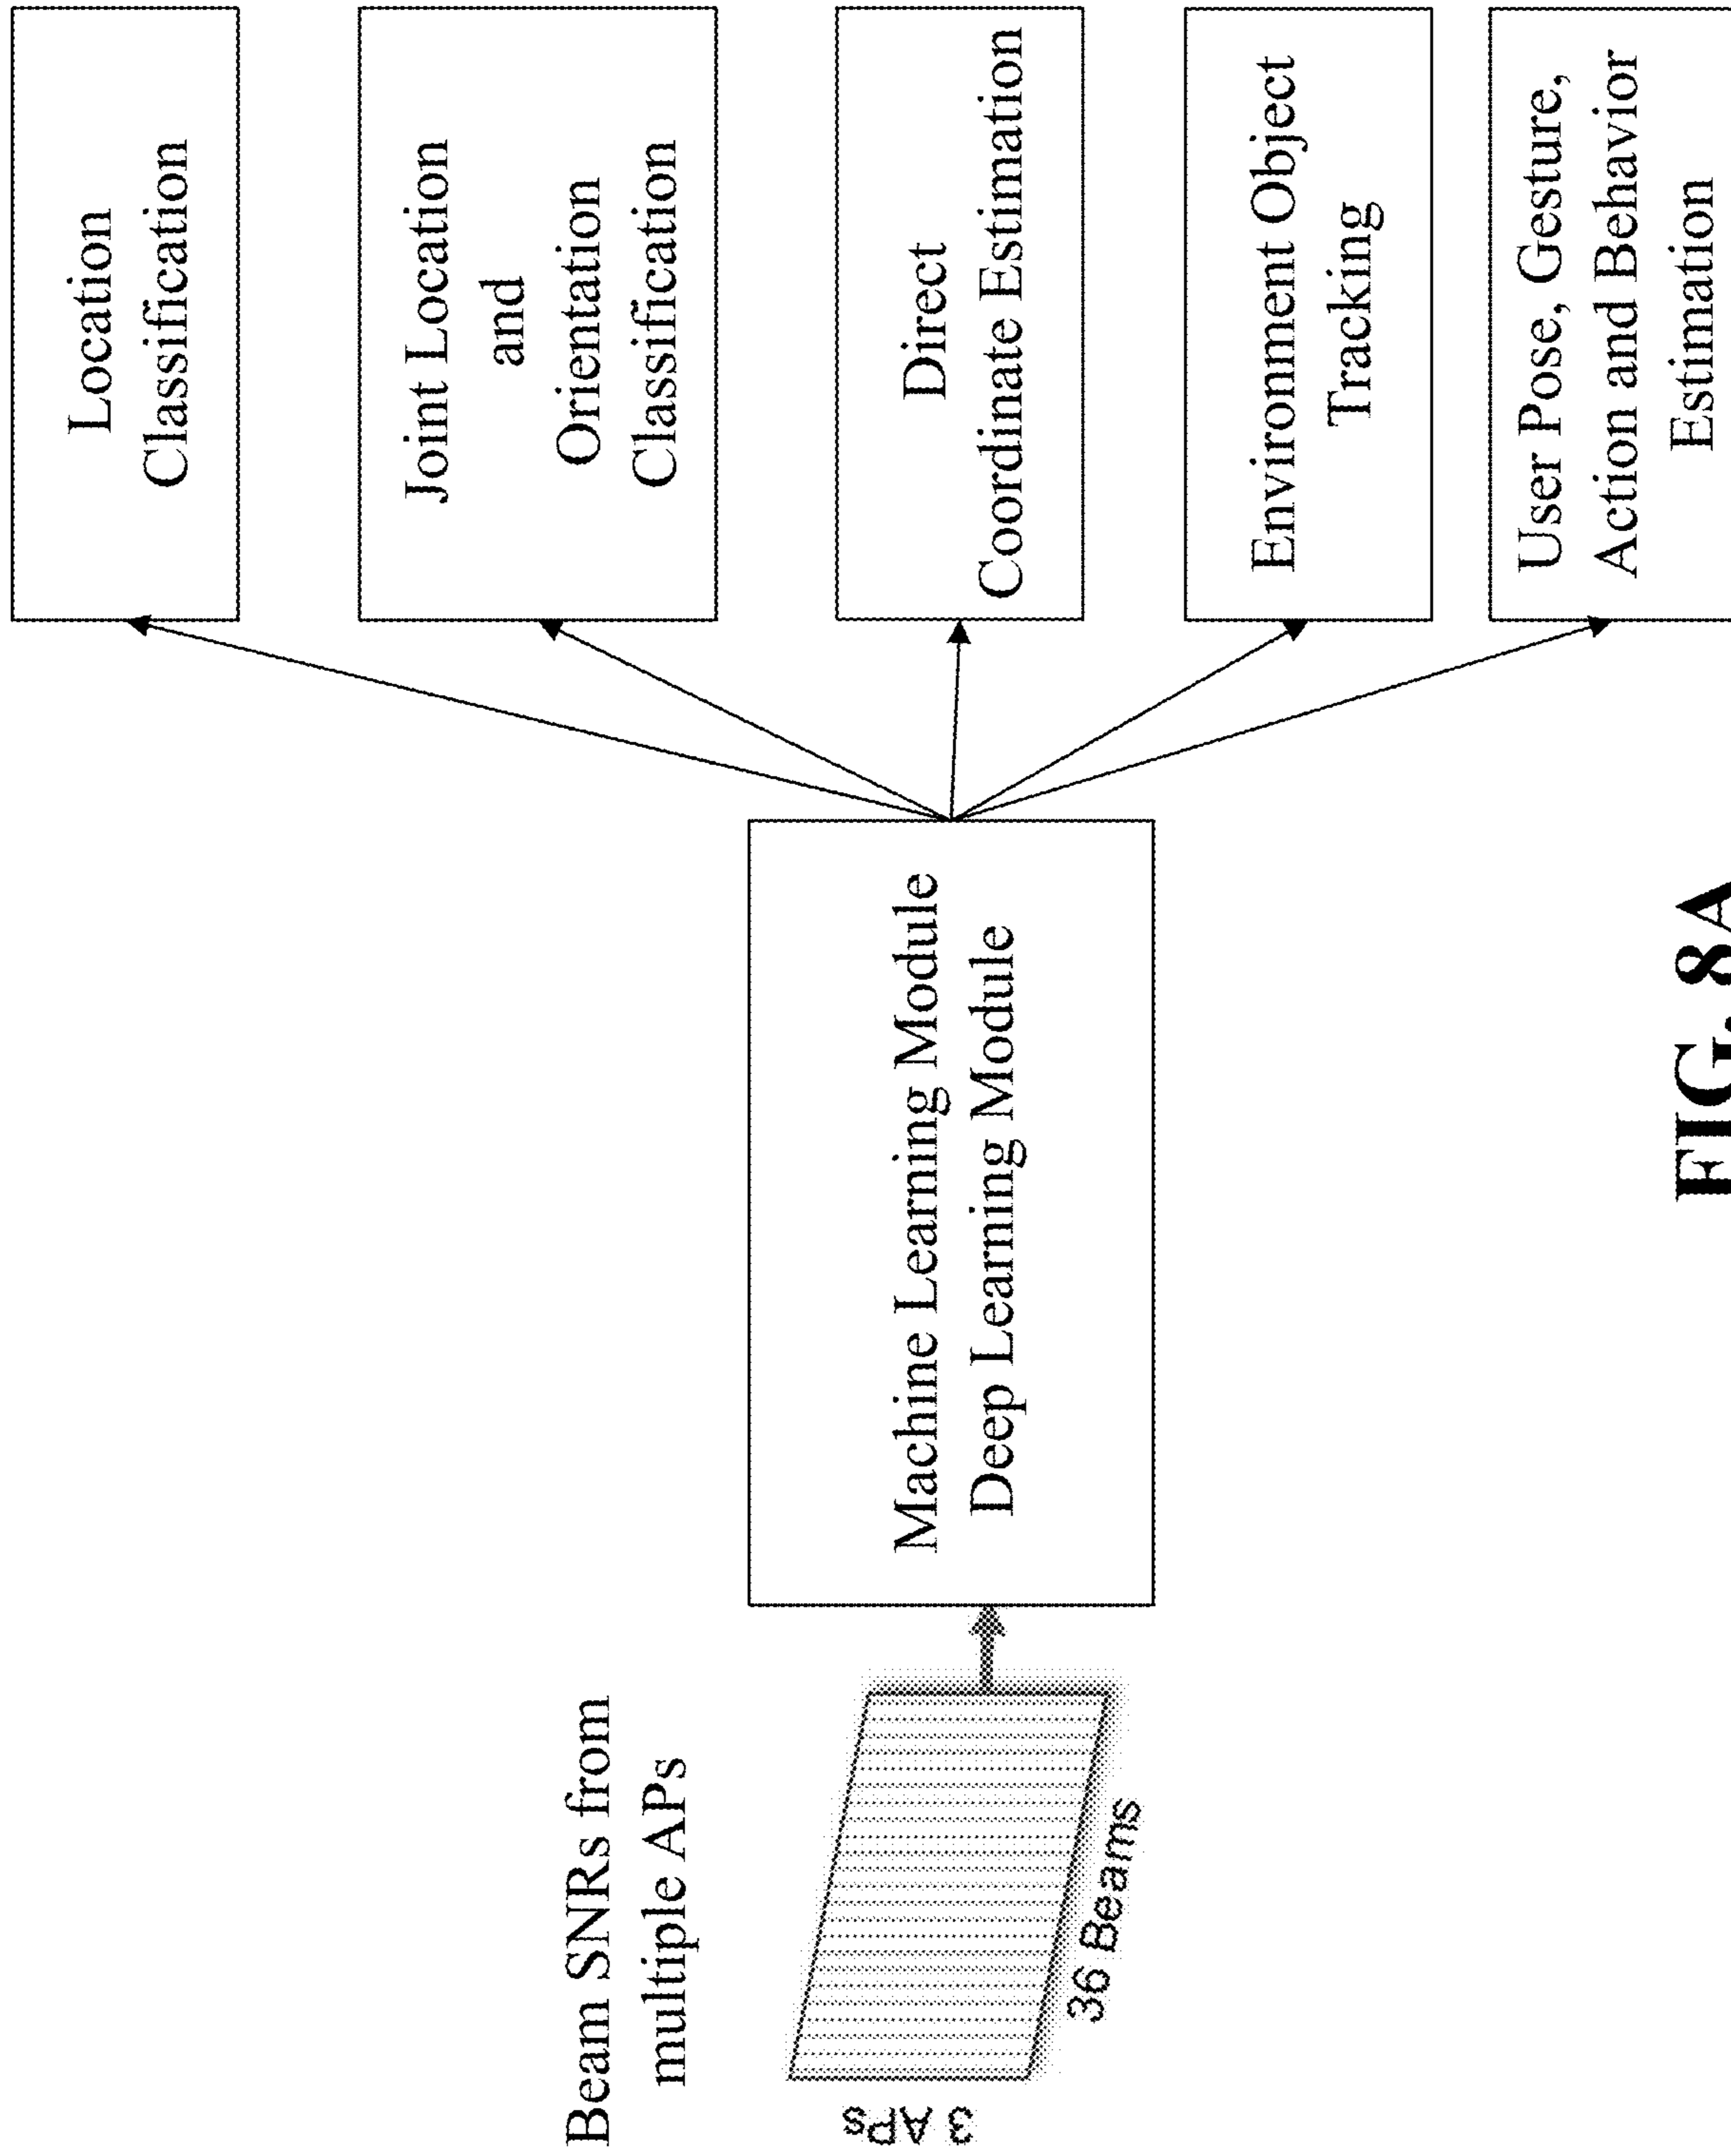 Beam SNRs from
multiple APs
3 APs
36 Beams
Machine Learning Module
Deep Learning Module
Location
Classification
Joint Location
and
Orientation
Classification
Direct
Coordinate Estimation
Environment Object
Tracking
User Pose, Gesture,
Action and Behavior
Estimation
FIG. 8A